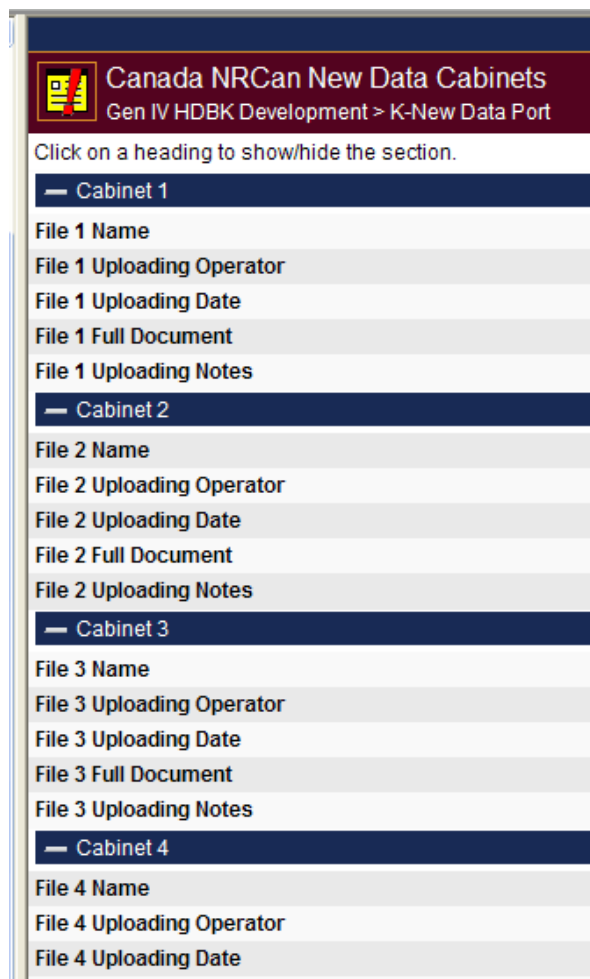 Canada NRCan New Data Cabinets
Gen IV HDBK Development > K-New Data Port
Click on a heading to show/hide the section.
Cabinet 1
File 1 Name
File 1 Uploading Operator
File 1 Uploading Date
File 1 Full Document
File 1 Uploading Notes
Cabinet 2
File 2 Name
File 2 Uploading Operator
File 2 Uploading Date
File 2 Full Document
File 2 Uploading Notes
Cabinet 3
File 3 Name
File 3 Uploading Operator
File 3 Uploading Date
File 3 Full Document
File 3 Uploading Notes
Cabinet 4
File 4 Name
File 4 Uploading Operator
File 4 Uploading Date